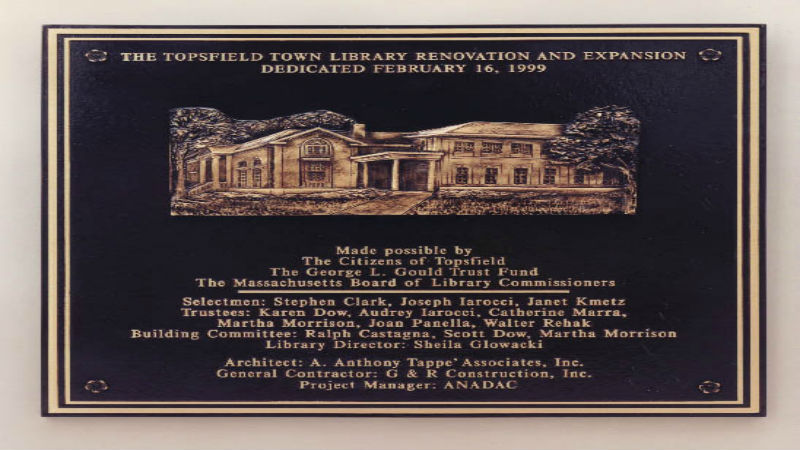 THE TOPSFIELD TOWN LIBRARY RENOVATION AND EXPANSION
DEDICATED FEBRUARY 16, 1999
Made possible by
The Citizens of Topsfield
The George L. Gould Trust Fund
The Massachusetts Board of Library Commissioners
Selectmen: Stephen Clark, Joseph Iarocci, Janet Kmetz
Trustees: Karen Dow, Audrey Iarocci, Catherine Marra,
Martha Morrison, Joan Panella, Walter Rehak
Building Committee: Ralph Castagna, Scott Dow, Martha Morrison
Library Director: Sheila Glowacki
Architect: A. Anthony Tappe' Associates, Inc.
General Contractor: G & R Construction, Inc.
Project Manager: ANADAC